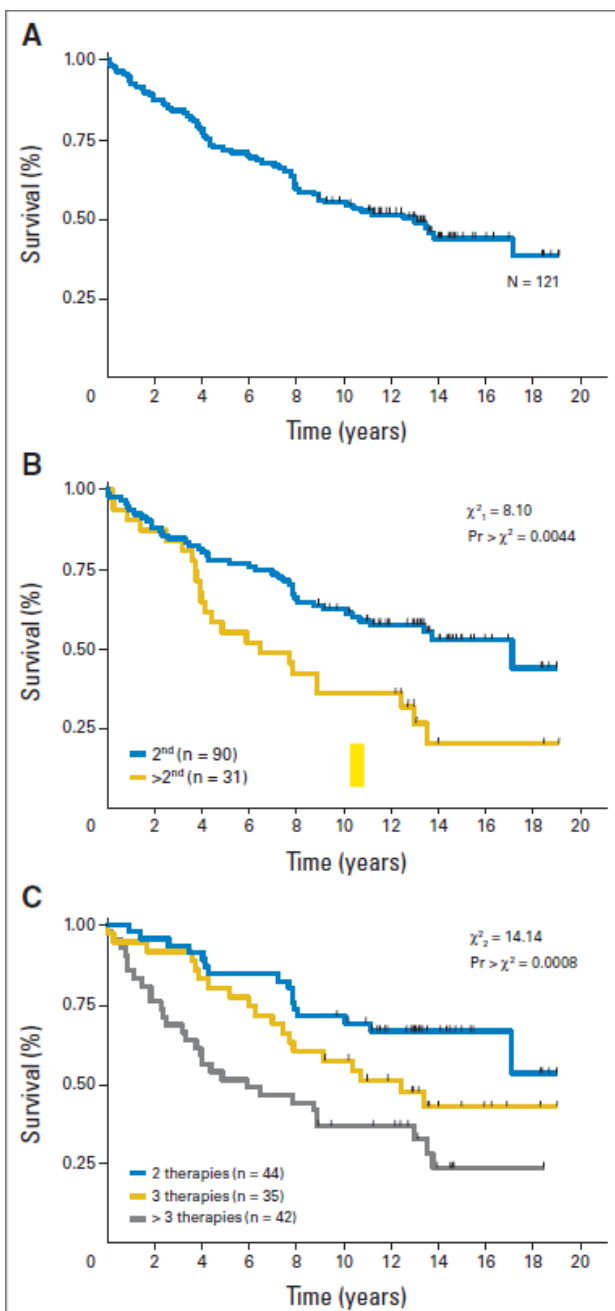 A
1.00
0.75
0.50
0.25
Survival (%)
N = 121
0 2 4 6 8 10 12 14 16 18 20
Time (years)
B
1.00
0.75
0.50
0.25
Survival (%)
χ²₁ = 8.10
Pr > χ² = 0.0044
2ⁿᵈ (n = 90)
>2ⁿᵈ (n = 31)
0 2 4 6 8 10 12 14 16 18 20
Time (years)
C
1.00
0.75
0.50
0.25
Survival (%)
χ²₂ = 14.14
Pr > χ² = 0.0008
2 therapies (n = 44)
3 therapies (n = 35)
> 3 therapies (n = 42)
0 2 4 6 8 10 12 14 16 18 20
Time (years)